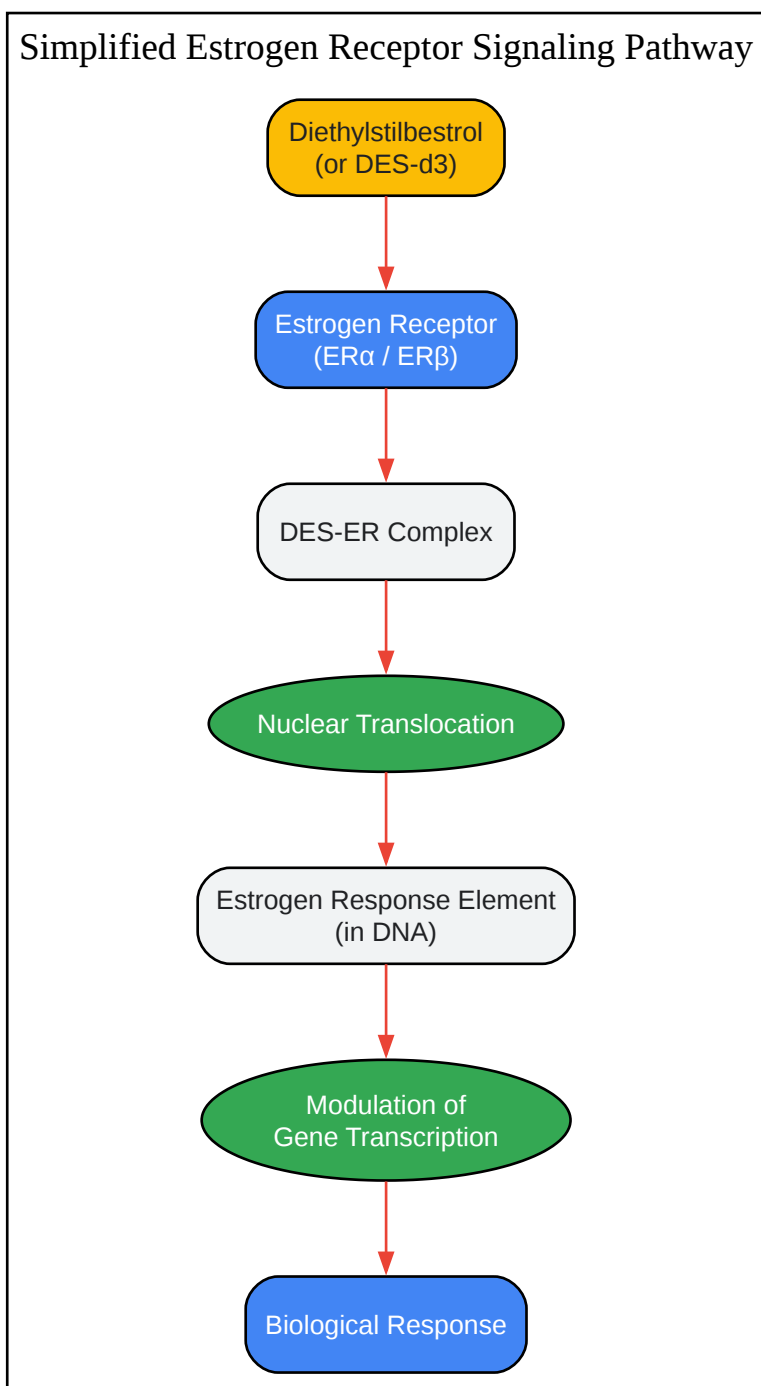 Simplified Estrogen Receptor Signaling Pathway
Diethylstilbestrol
(or DES-d3)
Estrogen Receptor
(ERα / ERβ)
DES-ER Complex
Nuclear Translocation
Estrogen Response Element
(in DNA)
Modulation of
Gene Transcription
Biological Response